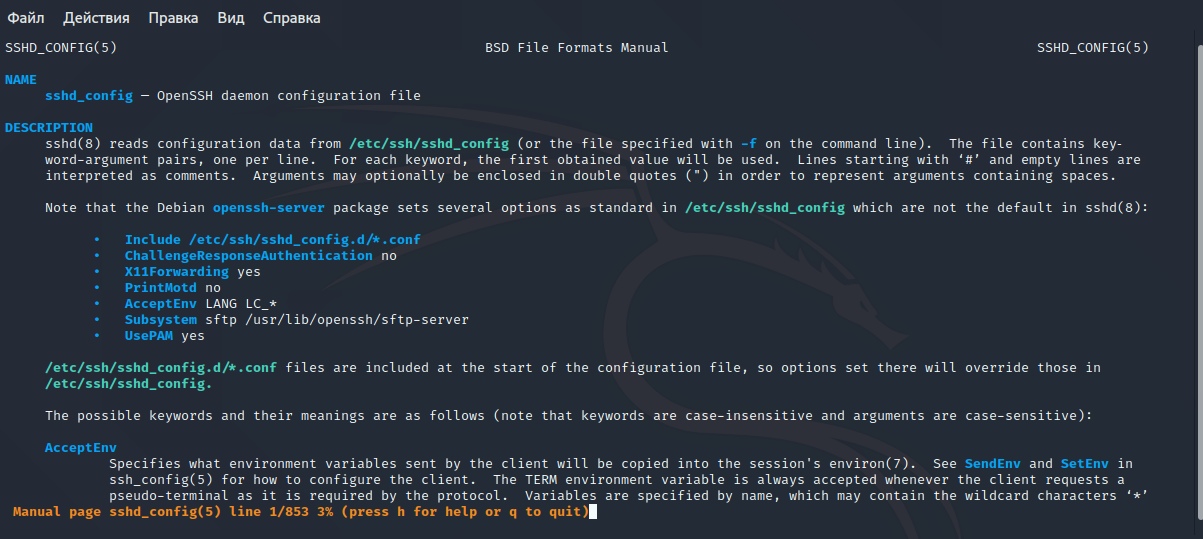 Файл Действия Правка Вид Справка
SSHD_CONFIG(5) BSD File Formats Manual SSHD_CONFIG(5)
NAME
sshd_config — OpenSSH daemon configuration file
DESCRIPTION
sshd(8) reads configuration data from /etc/ssh/sshd_config (or the file specified with -f on the command line). The file contains key-
word-argument pairs, one per line. For each keyword, the first obtained value will be used. Lines starting with ‘#’ and empty lines are
interpreted as comments. Arguments may optionally be enclosed in double quotes (") in order to represent arguments containing spaces.
Note that the Debian openssh-server package sets several options as standard in /etc/ssh/sshd_config which are not the default in sshd(8):
• Include /etc/ssh/sshd_config.d/*.conf
• ChallengeResponseAuthentication no
• X11Forwarding yes
• PrintMotd no
• AcceptEnv LANG LC_*
• Subsystem sftp /usr/lib/openssh/sftp-server
• UsePAM yes
/etc/ssh/sshd_config.d/*.conf files are included at the start of the configuration file, so options set there will override those in
/etc/ssh/sshd_config.
The possible keywords and their meanings are as follows (note that keywords are case-insensitive and arguments are case-sensitive):
AcceptEnv
Specifies what environment variables sent by the client will be copied into the session's environ(7). See SendEnv and SetEnv in
ssh_config(5) for how to configure the client. The TERM environment variable is always accepted whenever the client requests a
pseudo-terminal as it is required by the protocol. Variables are specified by name, which may contain the wildcard characters ‘*’
Manual page sshd_config(5) line 1/853 3% (press h for help or q to quit)